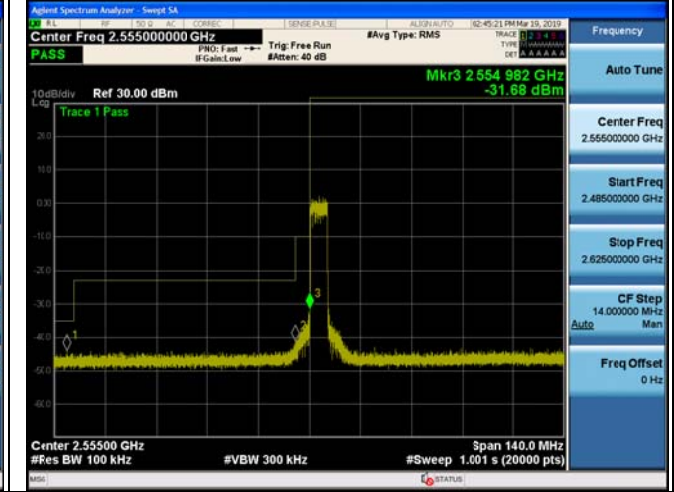 Agilent Spectrum Analyzer - Swept SA
RL RF 50 Ω AC CORREC SENSE:PULSE ALIGN AUTO 02:45:21 PM Mar 19, 2019
Center Freq 2.555000000 GHz
PNO: Fast
IFGain:Low
Trig: Free Run
#Atten: 40 dB
#Avg Type: RMS
TRACE 1 2 3 4 5
TYPE M
DET A A A A A A
PASS
Mkr3 2 554 982 GHz
-31.68 dBm
10dB/div Ref 30.00 dBm
Log
Trace 1 Pass
20.0
10.0
0.00
-10.0
-20.0
-30.0
-40.0
-50.0
-60.0
1
2
3
Center 2.55500 GHz
Span 140.0 MHz
#Res BW 100 kHz
#VBW 300 kHz
#Sweep 1.001 s (20000 pts)
MSG
STATUS
Frequency
Auto Tune
Center Freq
2.555000000 GHz
Start Freq
2.485000000 GHz
Stop Freq
2.625000000 GHz
CF Step
14.000000 MHz
Auto Man
Freq Offset
0 Hz